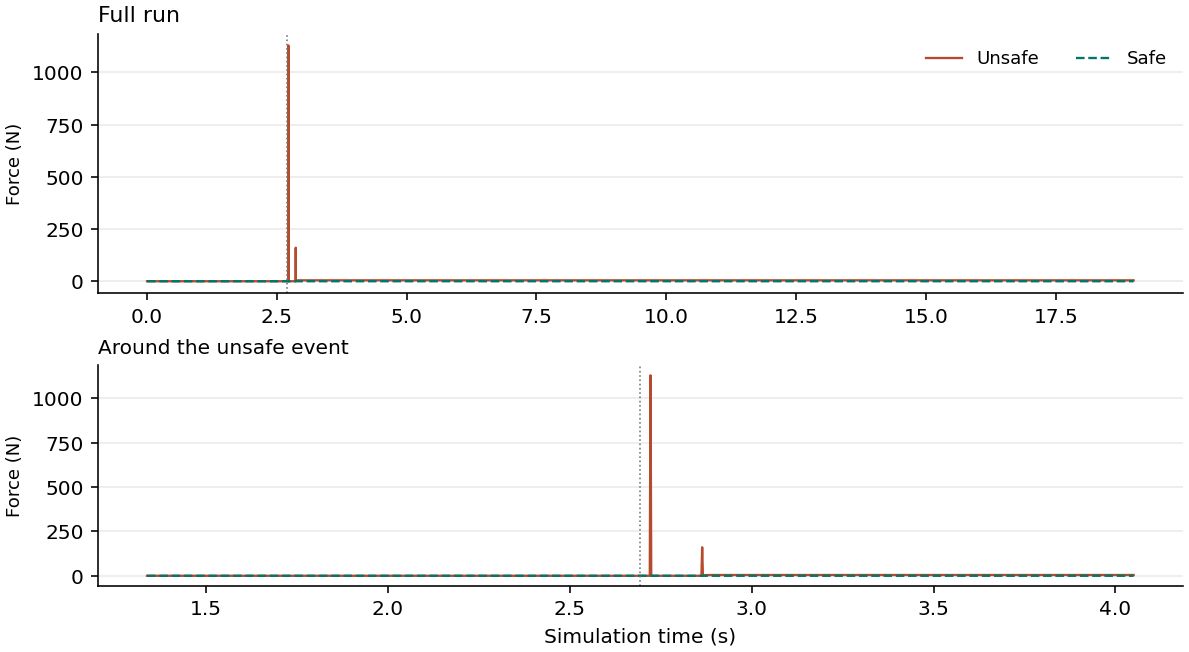 Full run
Unsafe Safe
Force (N)
1000
750
500
250
0
0.0 2.5 5.0 7.5 10.0 12.5 15.0 17.5
Around the unsafe event
Force (N)
1000
750
500
250
0
1.5 2.0 2.5 3.0 3.5 4.0
Simulation time (s)